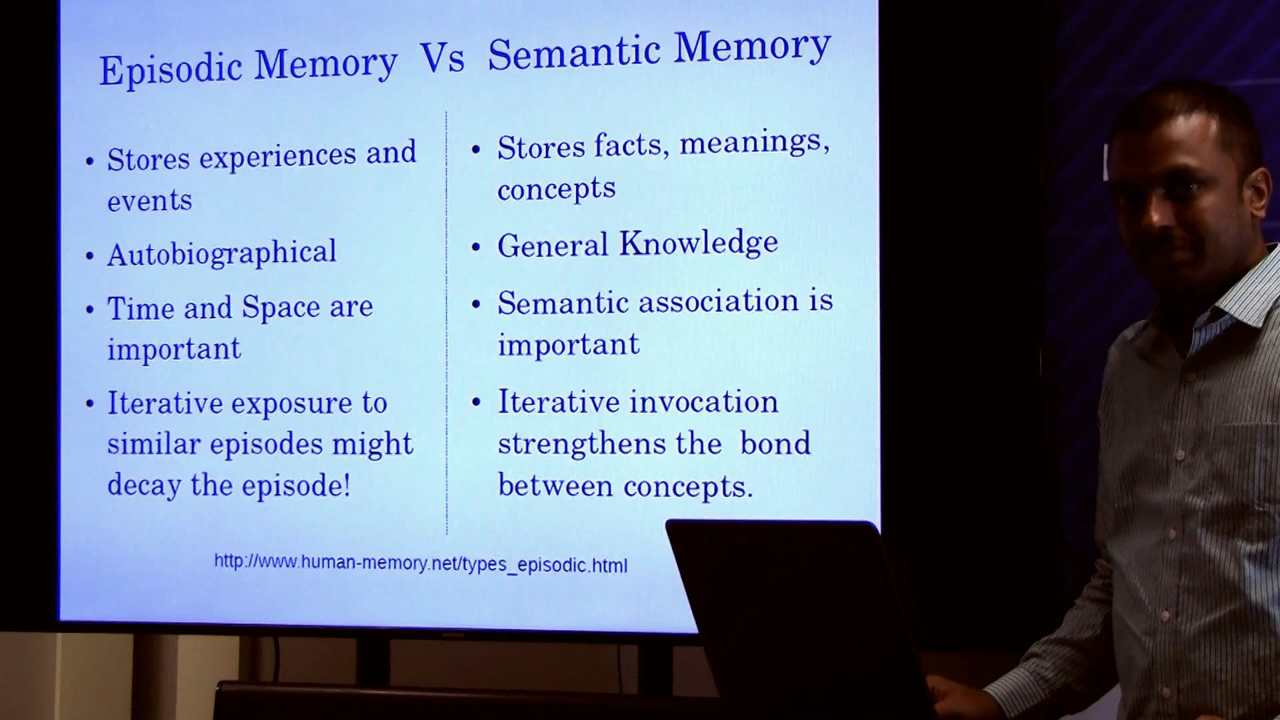 Episodic Memory Vs Semantic Memory
• Stores experiences and
events
• Autobiographical
• Time and Space are
important
• Iterative exposure to
similar episodes might
decay the episode!
• Stores facts, meanings,
concepts
• General Knowledge
• Semantic association is
important
• Iterative invocation
strengthens the bond
between concepts.
http://www.human-memory.net/types_episodic.html